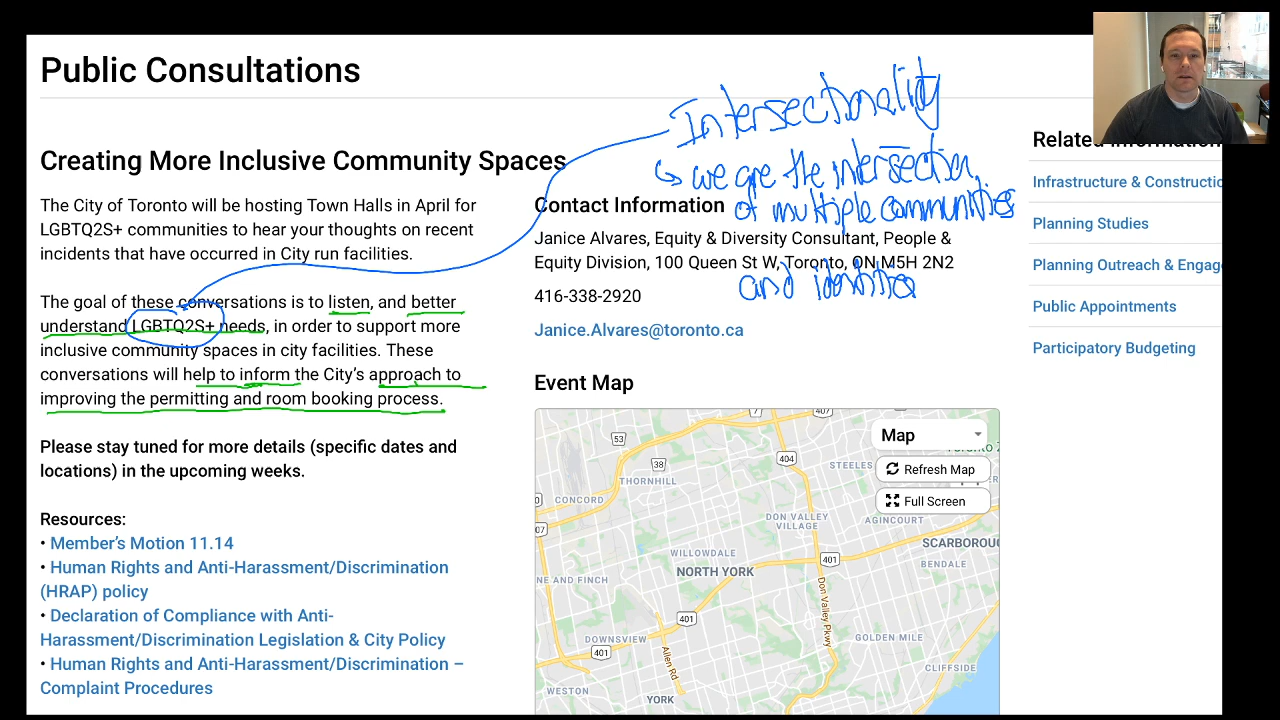 Public Consultations
Intersectionality
↳ we are the intersection
of multiple communities
and identities
Creating More Inclusive Community Spaces
The City of Toronto will be hosting Town Halls in April for
LGBTQ2S+ communities to hear your thoughts on recent
incidents that have occurred in City run facilities.
The goal of these conversations is to listen, and better
understand LGBTQ2S+ needs, in order to support more
inclusive community spaces in city facilities. These
conversations will help to inform the City's approach to
improving the permitting and room booking process.
Please stay tuned for more details (specific dates and
locations) in the upcoming weeks.
Resources:
• Member's Motion 11.14
• Human Rights and Anti-Harassment/Discrimination
(HRAP) policy
• Declaration of Compliance with Anti-
Harassment/Discrimination Legislation & City Policy
• Human Rights and Anti-Harassment/Discrimination –
Complaint Procedures
Contact Information
Janice Alvares, Equity & Diversity Consultant, People &
Equity Division, 100 Queen St W, Toronto, ON M5H 2N2
416-338-2920
Janice.Alvares@toronto.ca
Event Map
Map
Refresh Map
Full Screen
7
407
53
404
STEELES
38
THORNHILL
CONCORD
07
DON VALLEY
VILLAGE
AGINCOURT
SCARBOROU
WILLOWDALE
401
BENDALE
NORTH YORK
NE AND FINCH
Don Valley Pkwy
401
DOWNSVIEW
GOLDEN MILE
401
Allen Rd
CLIFFSIDE
WESTON
YORK
Related Information
Infrastructure & Constructio
Planning Studies
Planning Outreach & Engag
Public Appointments
Participatory Budgeting